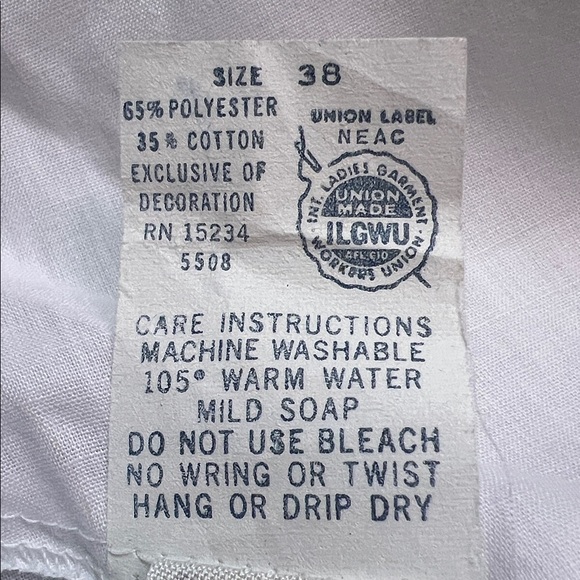 SIZE 38
65% POLYESTER
35% COTTON
EXCLUSIVE OF
DECORATION
RN 15234
5508
UNION LABEL
NEAC
INT. LADIES GARMENT
UNION
MADE
ILGWU
AFL-CIO
WORKERS UNION
CARE INSTRUCTIONS
MACHINE WASHABLE
105° WARM WATER
MILD SOAP
DO NOT USE BLEACH
NO WRING OR TWIST
HANG OR DRIP DRY